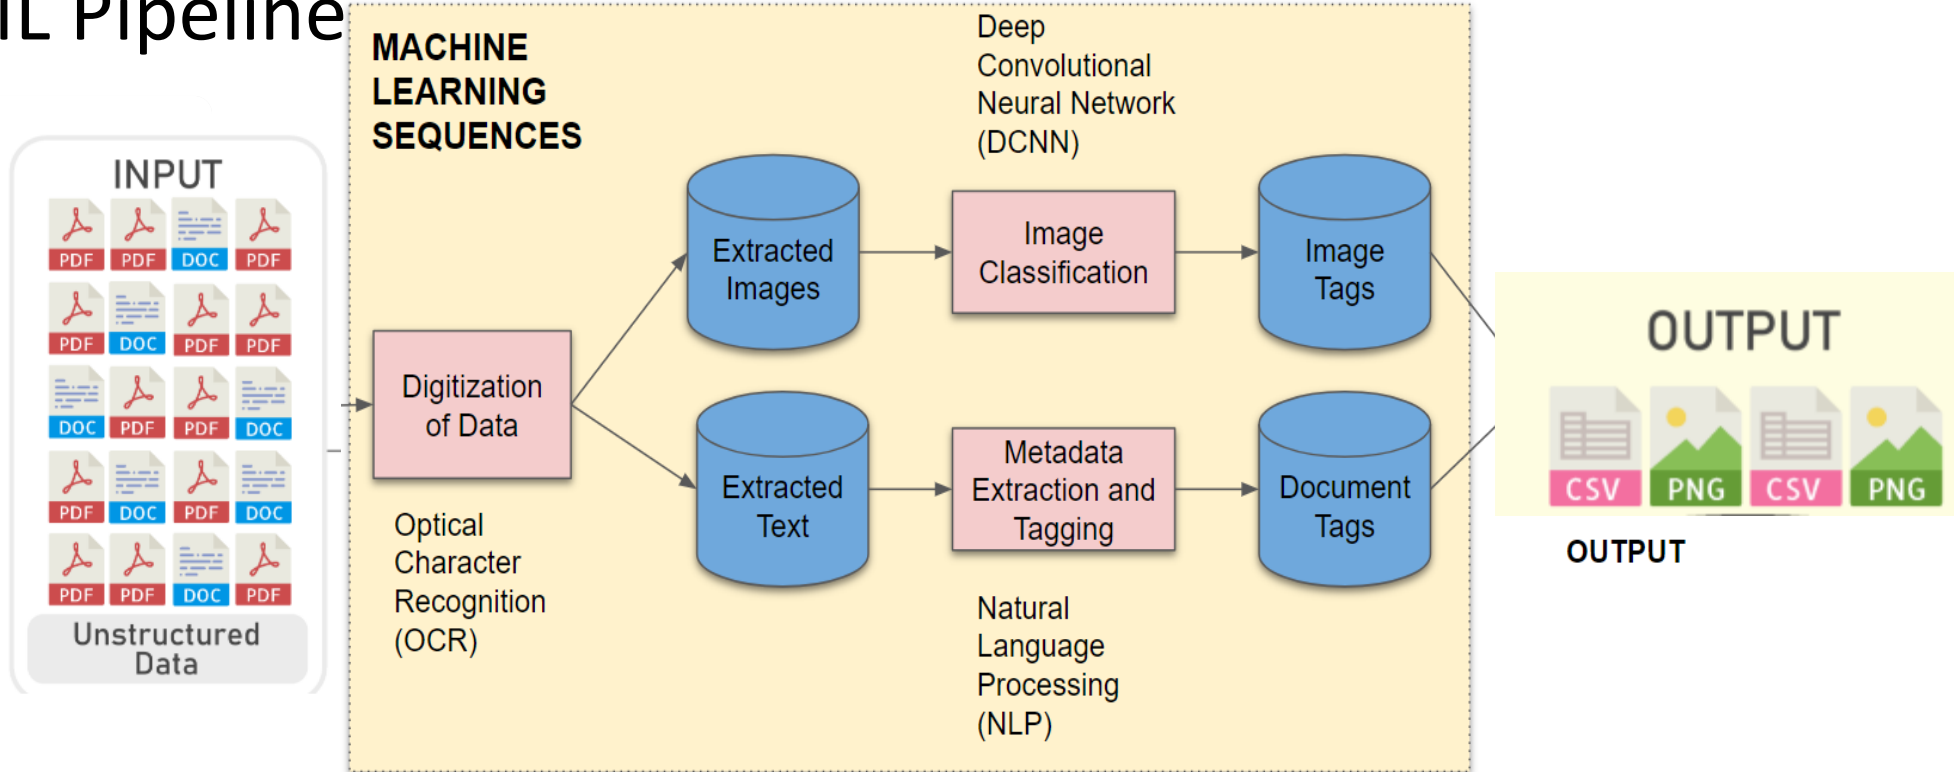 Pipeline
MACHINE
LEARNING
SEQUENCES
INPUT
PDF PDF DOC PDF
PDF DOC PDF PDF
DOC PDF PDF DOC
PDF DOC PDF DOC
PDF PDF DOC PDF
Unstructured
Data
Digitization
of Data
Optical
Character
Recognition
(OCR)
Extracted
Images
Deep
Convolutional
Neural Network
(DCNN)
Image
Classification
Image
Tags
Extracted
Text
Metadata
Extraction and
Tagging
Natural
Language
Processing
(NLP)
Document
Tags
OUTPUT
CSV PNG CSV PNG
OUTPUT